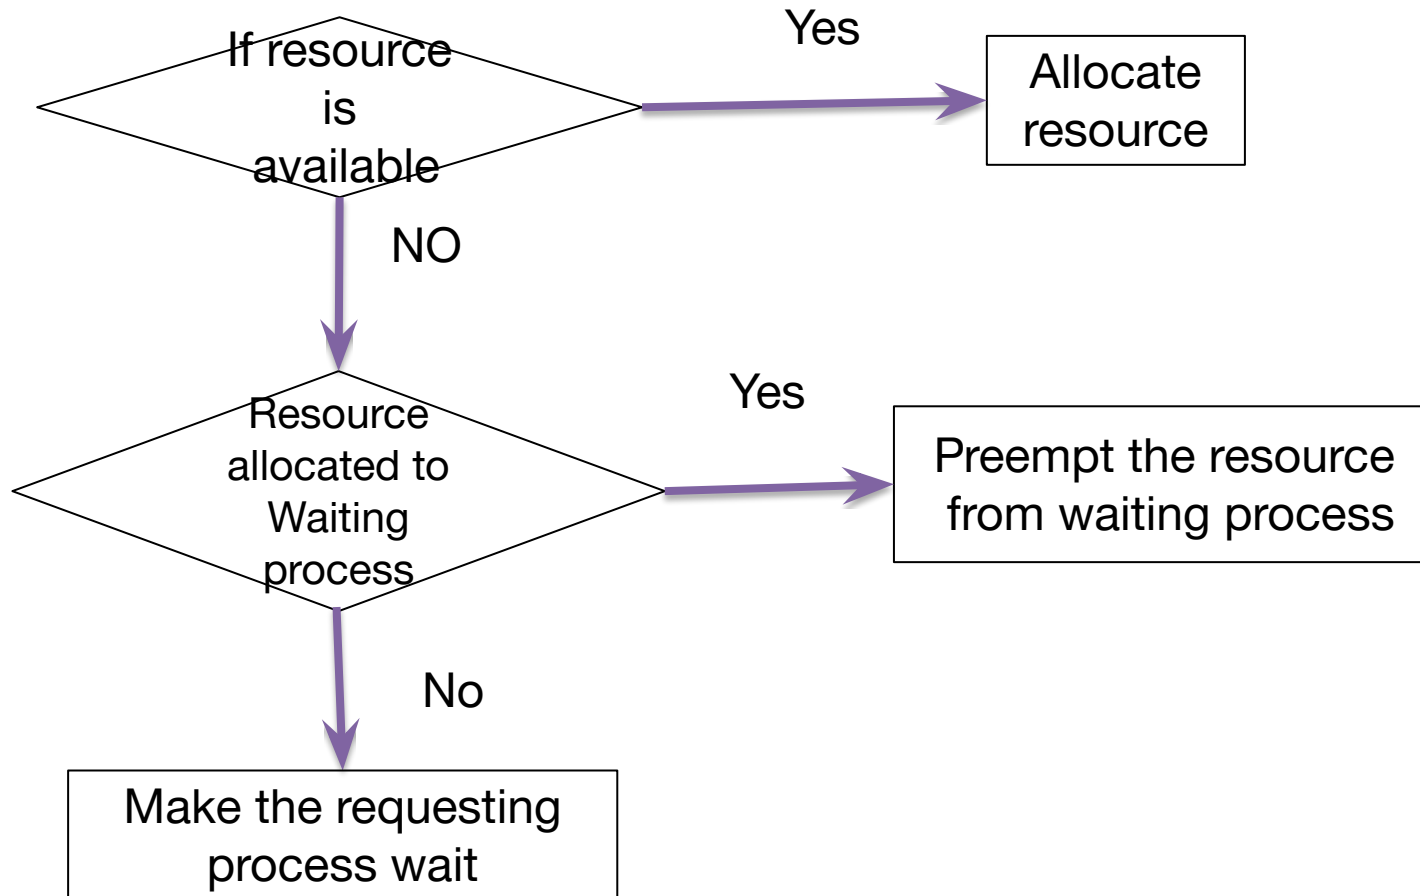 If resource
is
available
Yes
Allocate
resource
NO
Resource
allocated to
Waiting
process
Yes
Preempt the resource
from waiting process
No
Make the requesting
process wait